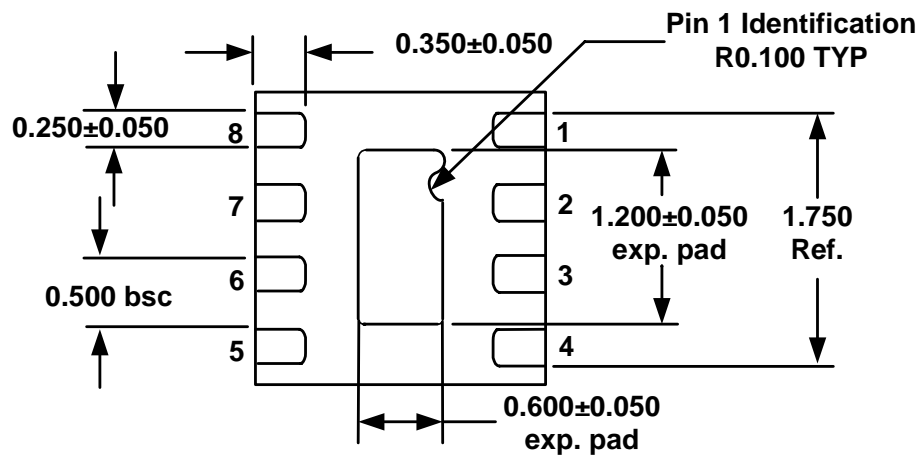 Pin 1 Identification
R0.100 TYP
0.350±0.050
0.250±0.050
8
1
7
2
1.200±0.050
exp. pad
1.750
Ref.
6
3
0.500 bsc
5
4
0.600±0.050
exp. pad